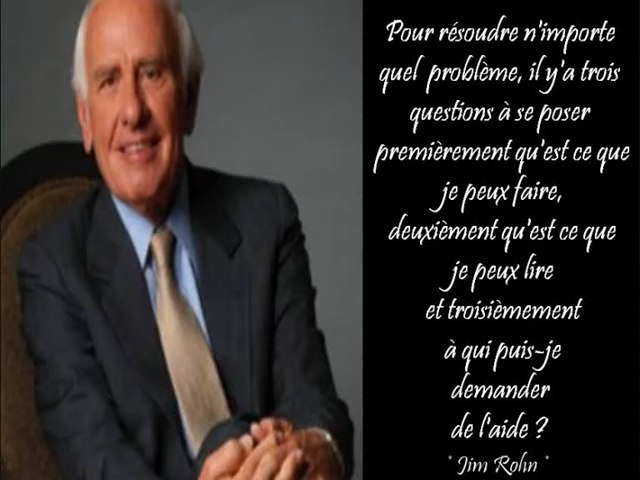 Pour résoudre n'importe
quel problème, il y'a trois
questions à se poser
premièrement qu'est ce que
je peux faire,
deuxièment qu'est ce que
je peux lire
et troisièmement
à qui puis-je
demander
de l'aide ?
" Jim Rohn "